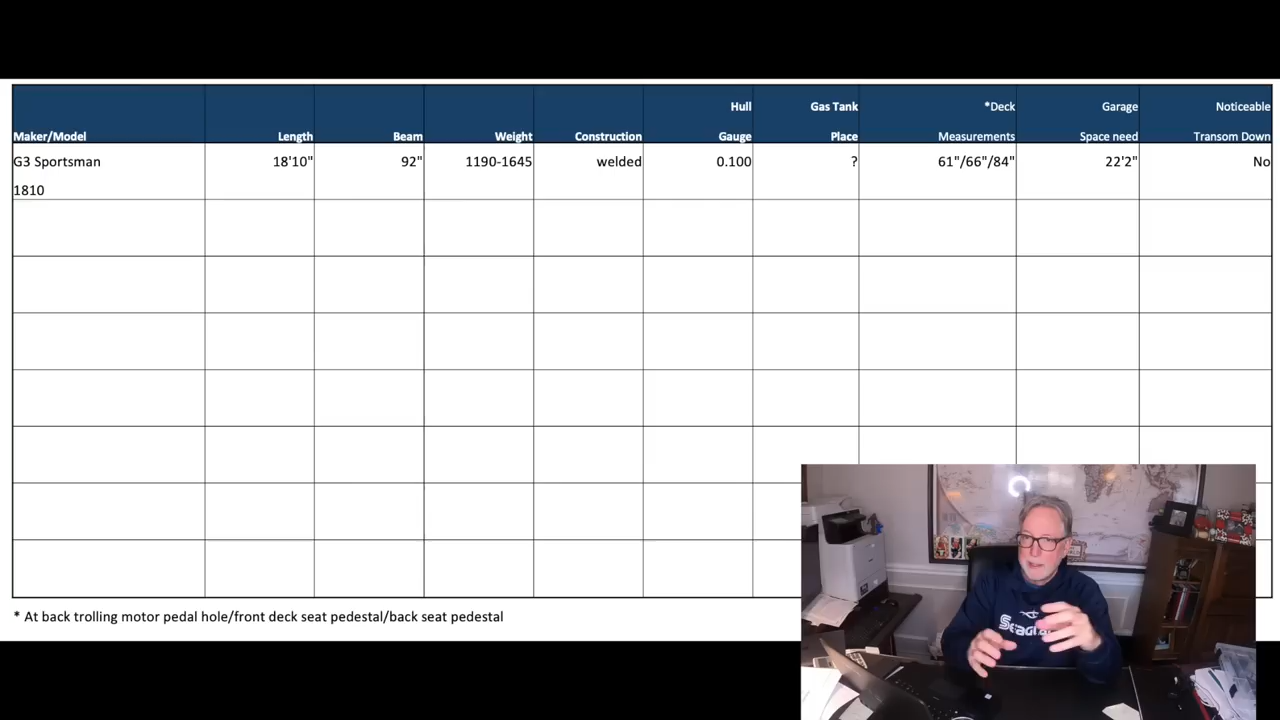 Hull Gas Tank *Deck Garage Noticeable
Maker/Model Length Beam Weight Construction Gauge Place Measurements Space need Transom Down
G3 Sportsman 18'10" 92" 1190-1645 welded 0.100 ? 61"/66"/84" 22'2" No
1810
* At back trolling motor pedal hole/front deck seat pedestal/back seat pedestal